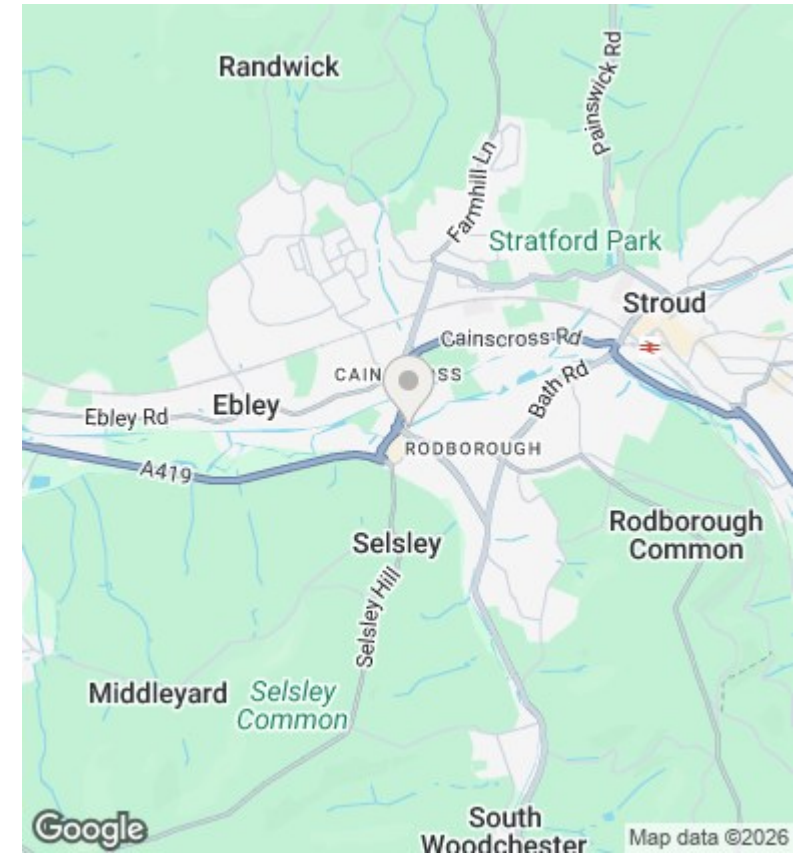 Randwick
Painswick Rd
Farmhill Ln
Stratford Park
Stroud
Cainscross Rd
CAIN SS
Ebley
Bath Rd
Ebley Rd
RODBOROUGH
A419
Rodborough
Common
Selsley
Selsley Hill
Middleyard
Selsley
Common
South
Woodchester
Google
Map data ©2026